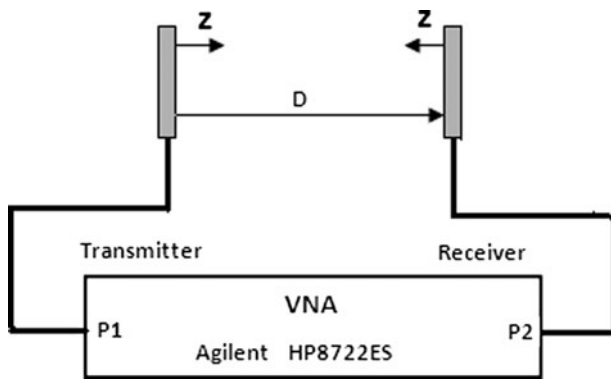 Z Z
D
Transmitter Receiver
VNA
P1 P2
Agilent HP8722ES